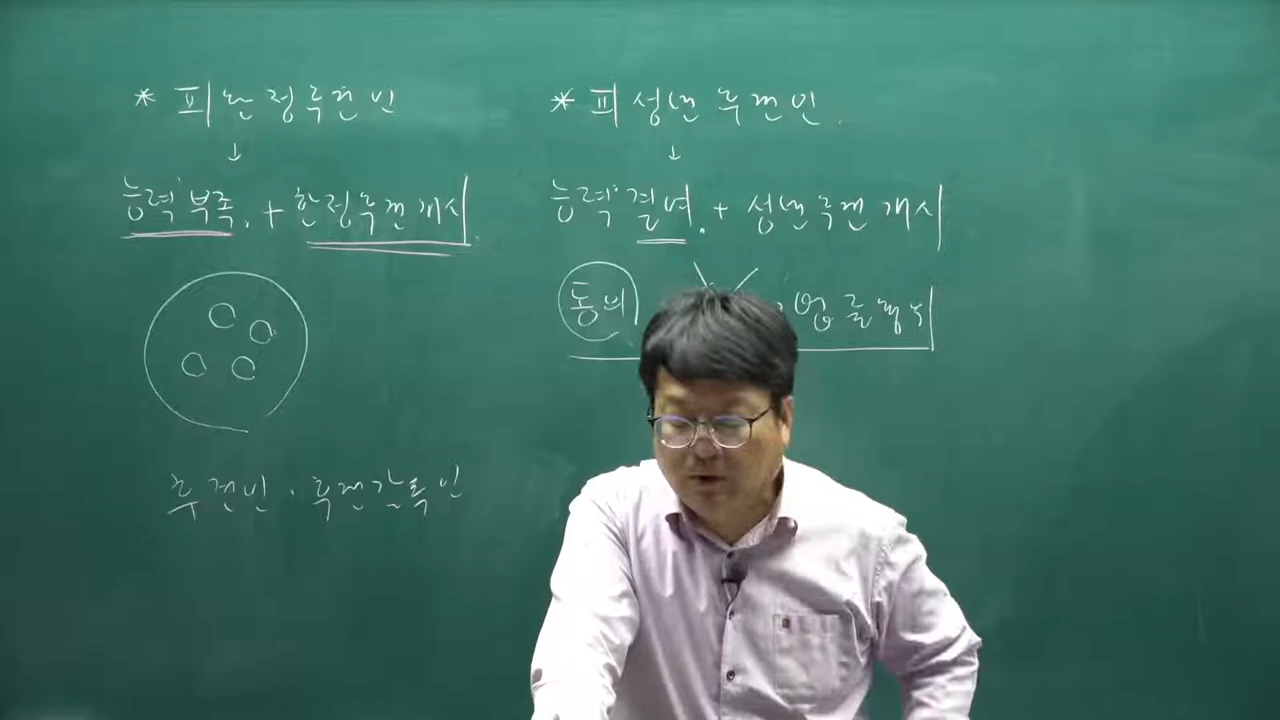 * 피한정후견인
↓
능력 부족. + 한정후견개시
후견인 · 후견감독인
* 피성년후견인.
↓
능력 결여. + 성년후견개시
동의